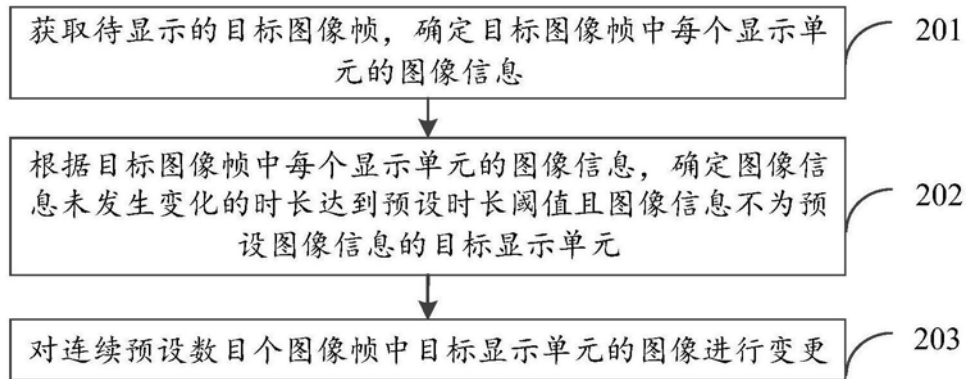 获取待显示的目标图像帧，确定目标图像帧中每个显示单
元的图像信息
201
根据目标图像帧中每个显示单元的图像信息，确定图像信
息未发生变化的时长达到预设时长阈值且图像信息不为预
设图像信息的目标显示单元
202
对连续预设数目个图像帧中目标显示单元的图像进行变更
203